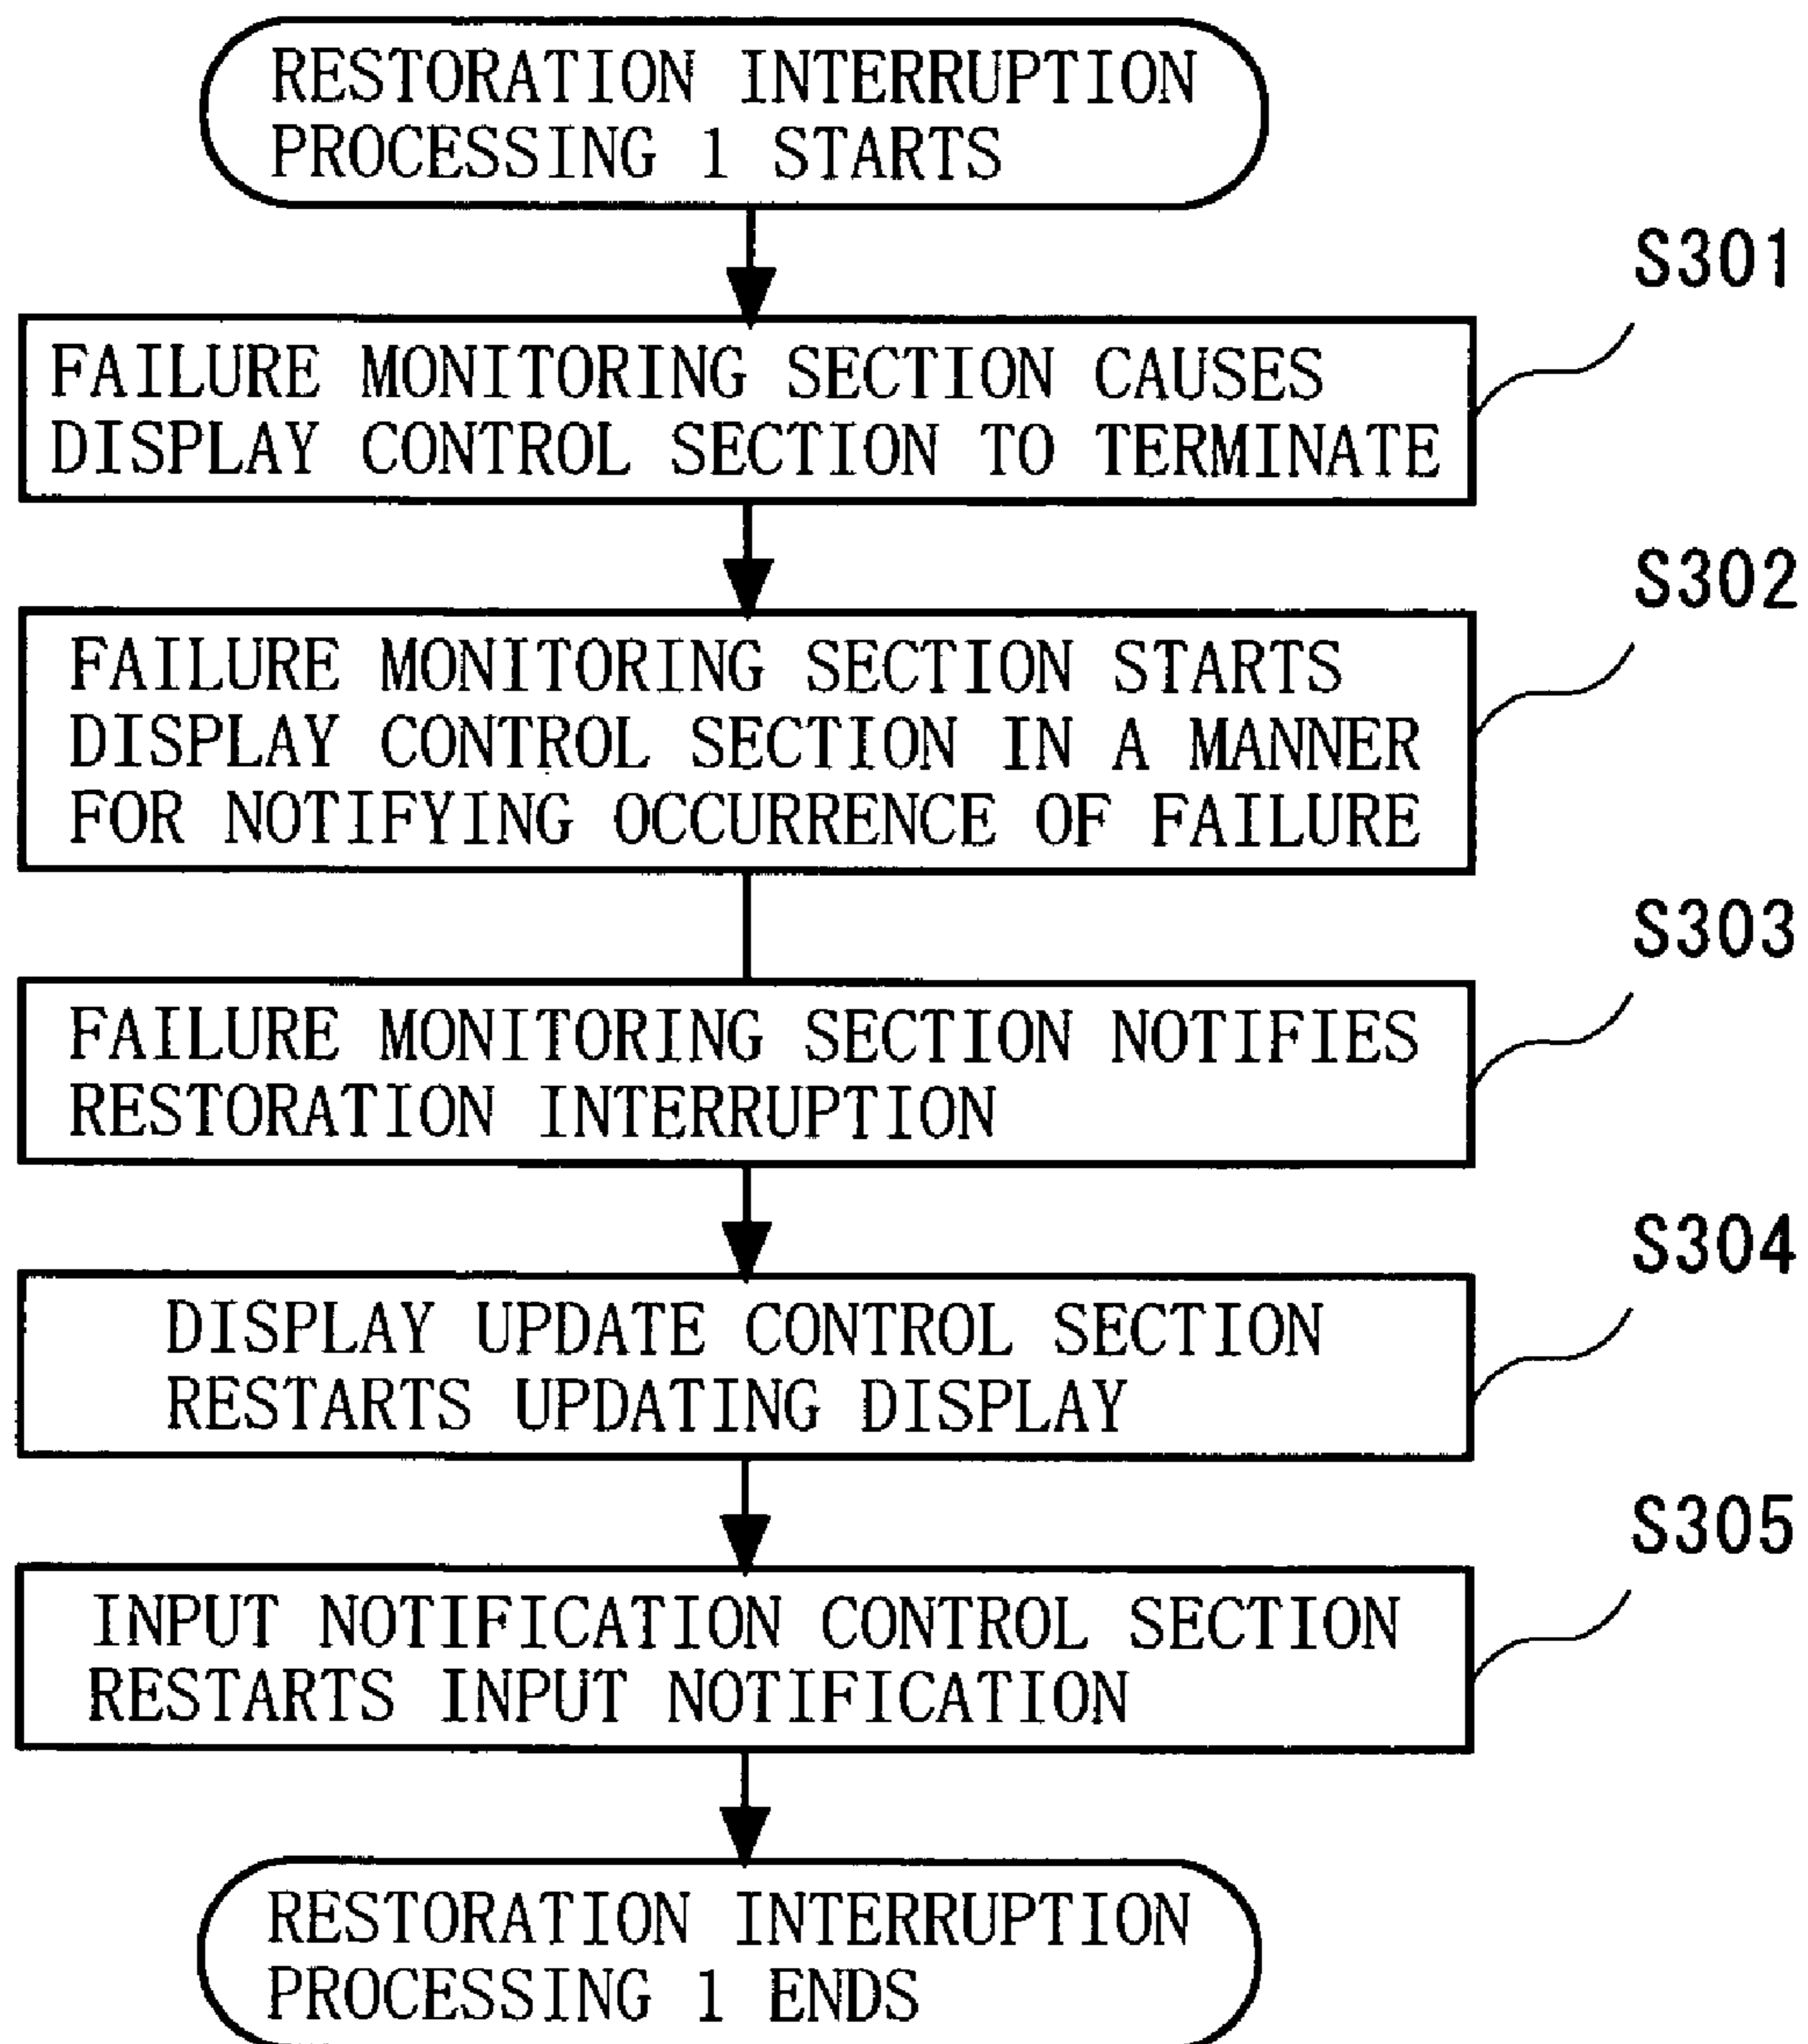 RESTORATION INTERRUPTION
PROCESSING 1 STARTS
S301
FAILURE MONITORING SECTION CAUSES
DISPLAY CONTROL SECTION TO TERMINATE
S302
FAILURE MONITORING SECTION STARTS
DISPLAY CONTROL SECTION IN A MANNER
FOR NOTIFYING OCCURRENCE OF FAILURE
S303
FAILURE MONITORING SECTION NOTIFIES
RESTORATION INTERRUPTION
S304
DISPLAY UPDATE CONTROL SECTION
RESTARTS UPDATING DISPLAY
S305
INPUT NOTIFICATION CONTROL SECTION
RESTARTS INPUT NOTIFICATION
RESTORATION INTERRUPTION
PROCESSING 1 ENDS